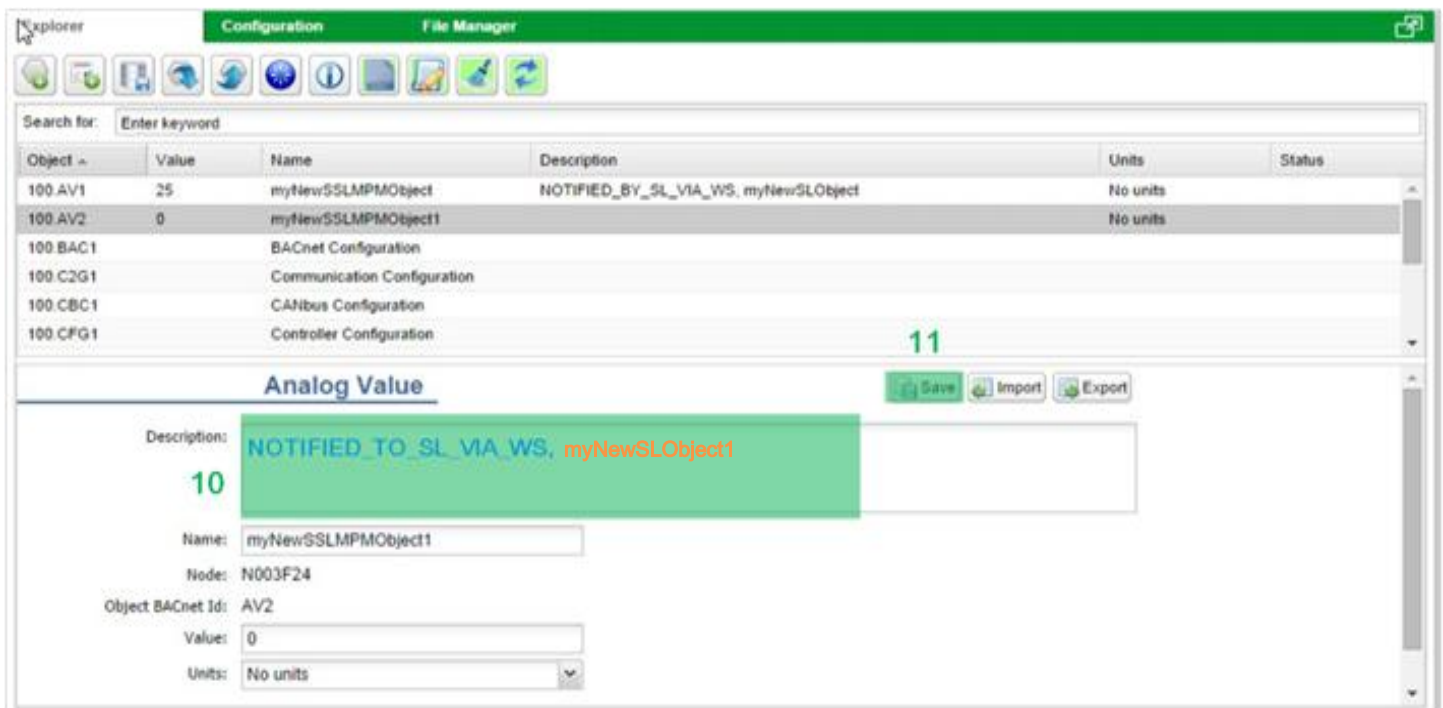 Explorer Configuration File Manager
Search for: Enter keyword
Object Value Name Description Units Status
100.AV1 25 myNewSSLMPMObject NOTIFIED_BY_SL_VIA_WS, myNewSLObject No units
100.AV2 0 myNewSSLMPMObject1 No units
100.BAC1 BACnet Configuration
100.C2G1 Communication Configuration
100.CBC1 CANbus Configuration
100.CFG1 Controller Configuration
11
Analog Value Save Import Export
Description: NOTIFIED_TO_SL_VIA_WS, myNewSLObject1
10
Name: myNewSSLMPMObject1
Node: N003F24
Object BACnet Id: AV2
Value: 0
Units: No units